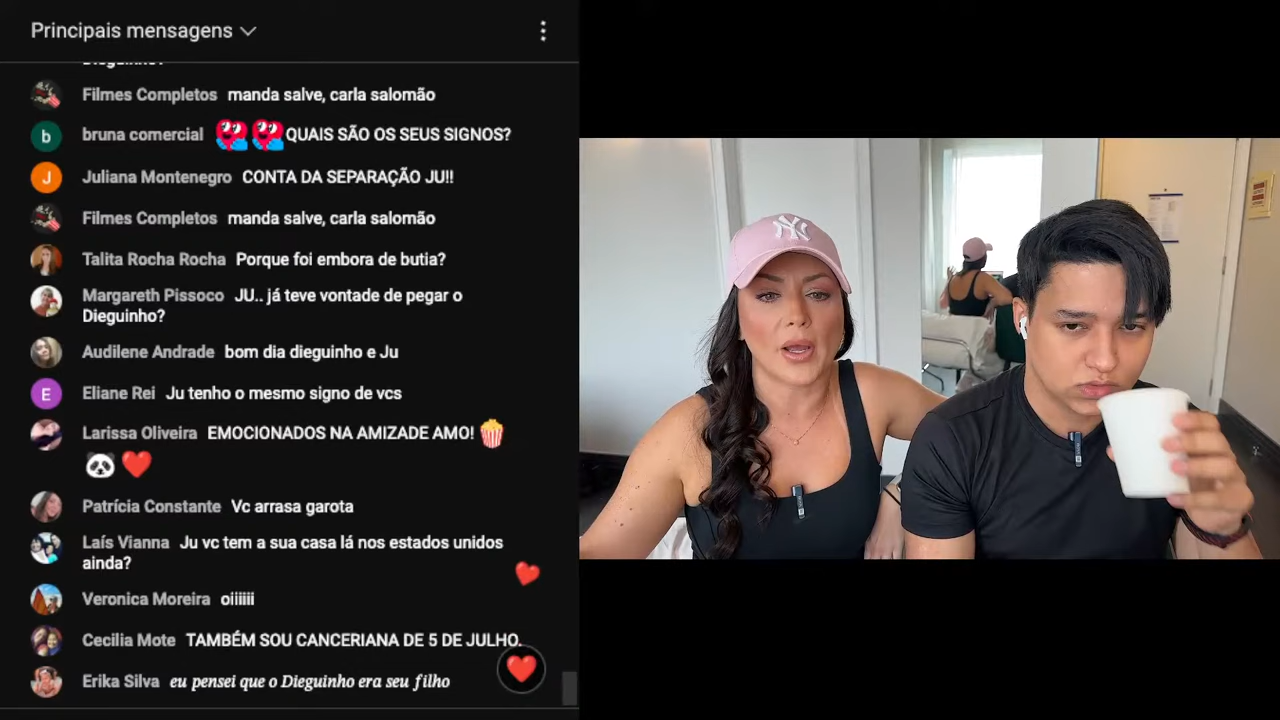 Principais mensagens
Dieguinho?
Filmes Completos manda salve, carla salomão
bruna comercial QUAIS SÃO OS SEUS SIGNOS?
b
Juliana Montenegro CONTA DA SEPARAÇÃO JU!!
J
Filmes Completos manda salve, carla salomão
Talita Rocha Rocha Porque foi embora de butia?
Margareth Pissoco JU.. já teve vontade de pegar o
Dieguinho?
Audilene Andrade bom dia dieguinho e Ju
Eliane Rei Ju tenho o mesmo signo de vcs
E
Larissa Oliveira EMOCIONADOS NA AMIZADE AMO! 🍿
🐼❤️
Patrícia Constante Vc arrasa garota
Laís Vianna Ju vc tem a sua casa lá nos estados unidos
ainda?
Veronica Moreira oiiiiii
Cecilia Mote TAMBÉM SOU CANCERIANA DE 5 DE JULHO.
Erika Silva eu pensei que o Dieguinho era seu filho
NY